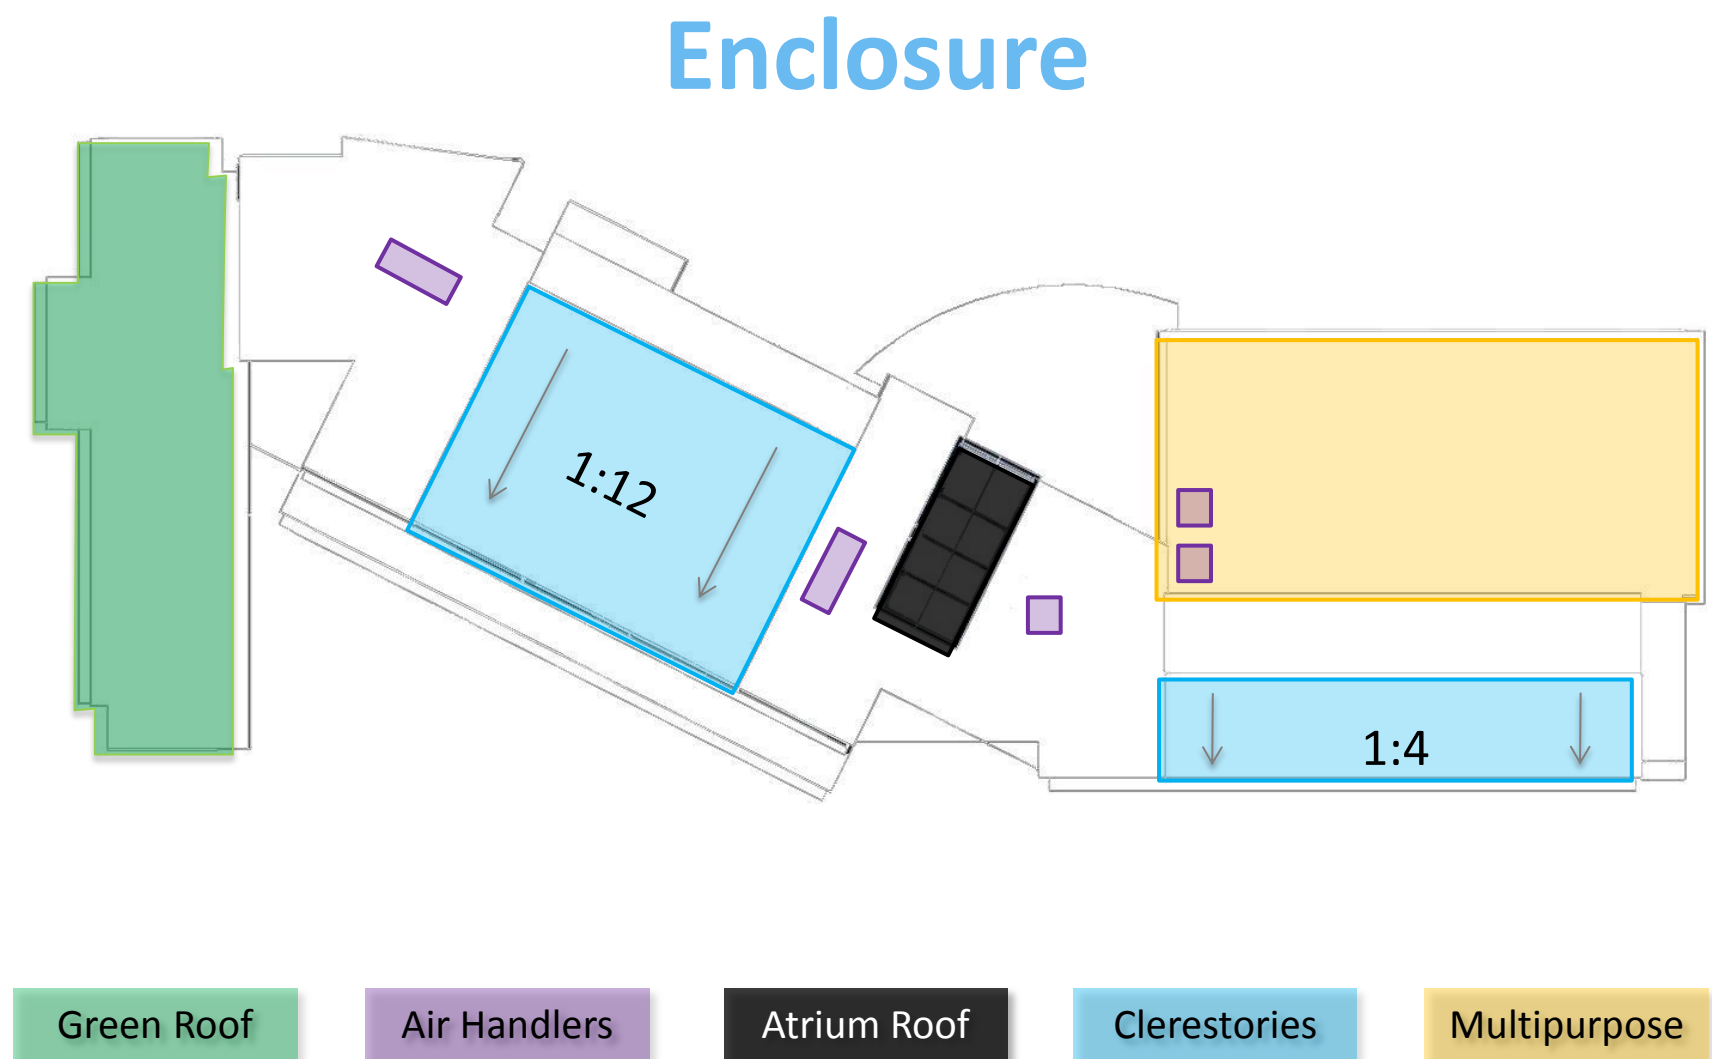 Enclosure
1:12
1:4
Green Roof
Air Handlers
Atrium Roof
Clerestories
Multipurpose